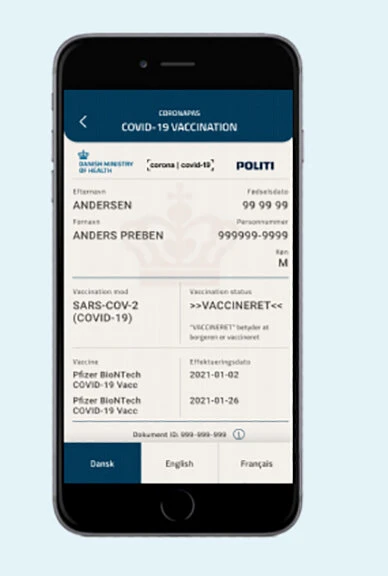 CORONAPAS
COVID-19 VACCINATION
DANISH MINISTRY
OF HEALTH
[corona | covid-19]
POLITI
Efternavn Fødselsdato
ANDERSEN 99 99 99
Fornavn Personnummer
ANDERS PREBEN 999999-9999
Køn
M
Vaccination mod Vaccination status
SARS-COV-2 >>VACCINERET<<
(COVID-19)
"VACCINERET" betyder at
borgeren er vaccineret
Vaccine Effektueringsdato
Pfizer BioNTech 2021-01-02
COVID-19 Vacc
Pfizer BioNTech 2021-01-26
COVID-19 Vacc
Dokument ID: 999-999-999
Dansk English Français